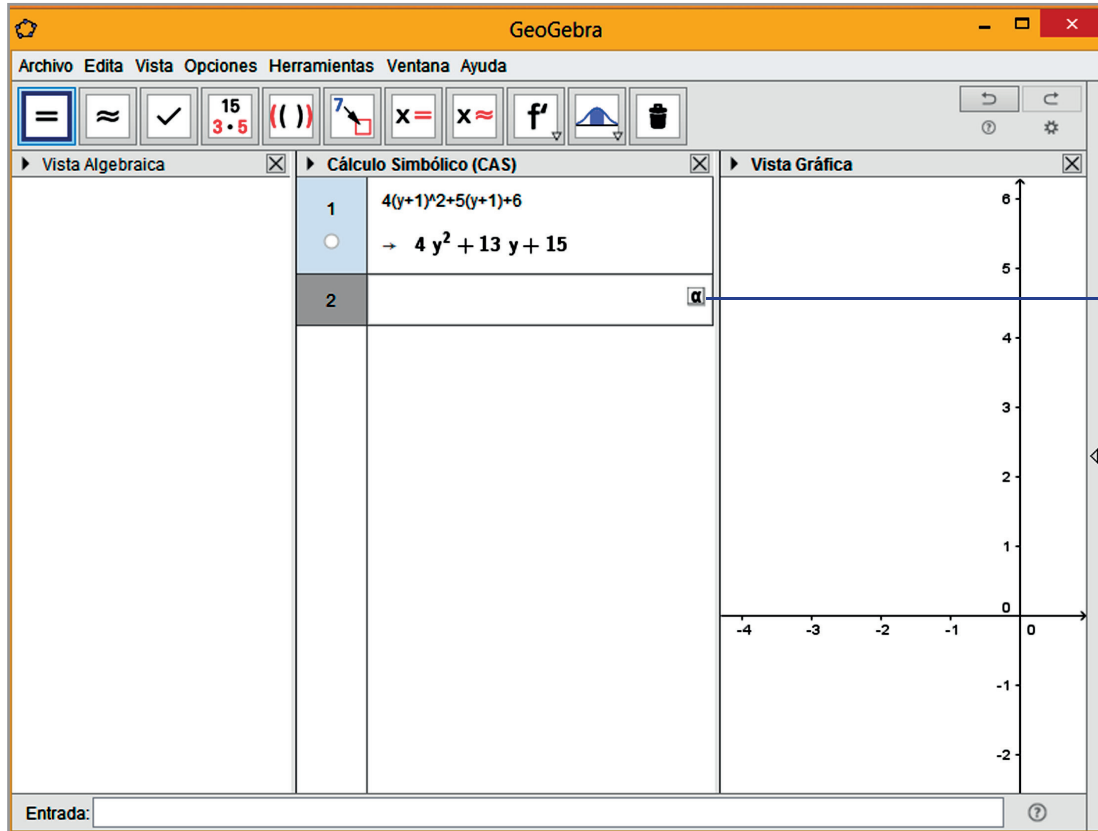 GeoGebra
Archivo Edita Vista Opciones Herramientas Ventana Ayuda
= ≈ ✓ 15 3·5 (( )) 7 x= x≈ f′
Vista Algebraica
Cálculo Simbólico (CAS)
1
4(y+1)^2+5(y+1)+6
→ 4 y² + 13 y + 15
2
α
Vista Gráfica
6
5
4
3
2
1
0
-4 -3 -2 -1 0
-1
-2
Entrada: